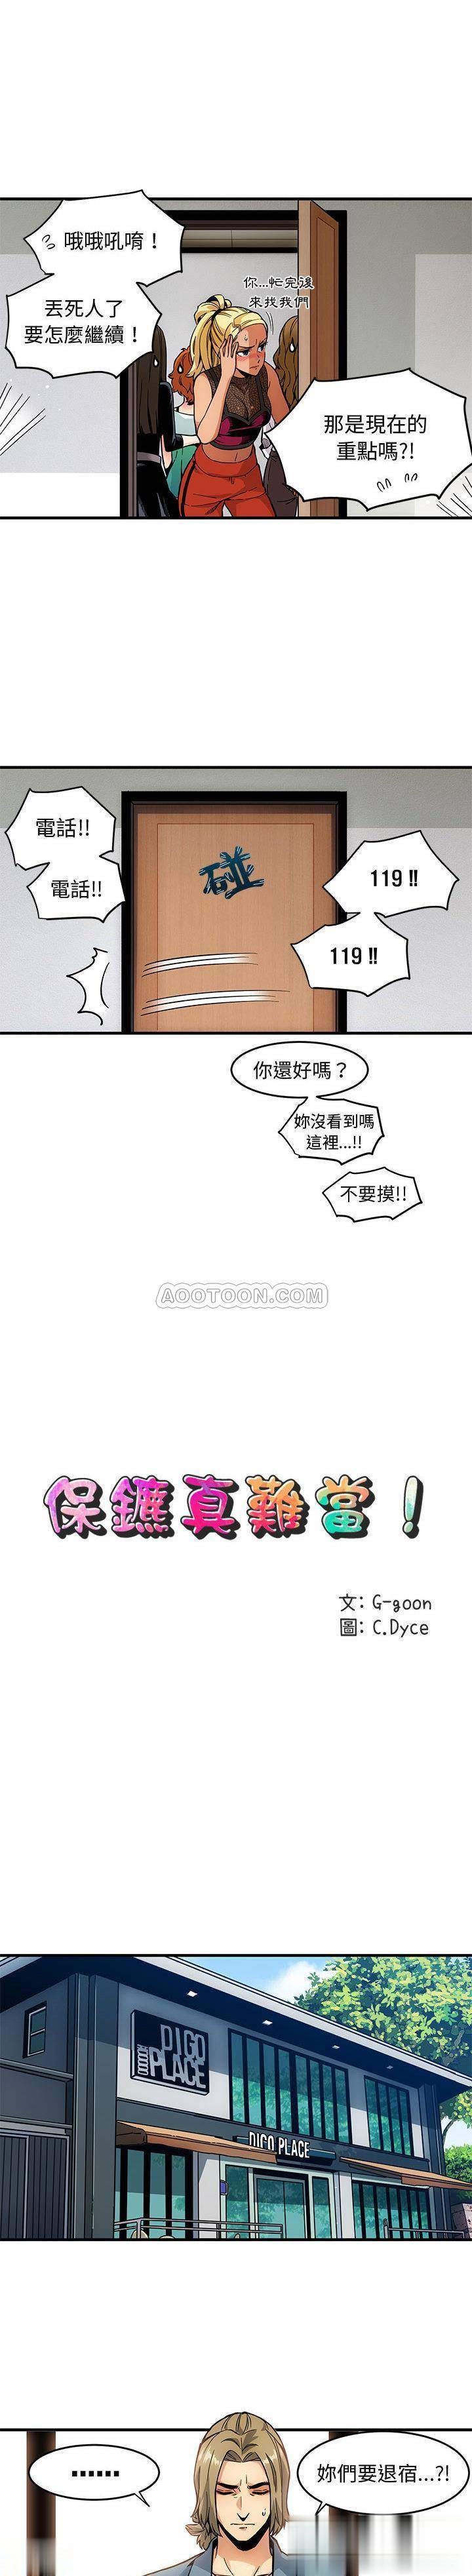 哦哦吼唷！
丟死人了
要怎麼繼續！
你...忙完後
來找我們
那是現在的
重點嗎?!
電話!!
電話!!
碰
119 !!
119 !!
你還好嗎？
妳沒看到嗎
這裡...!!
不要摸!!
AOOTOON.COM
保鑣真難當！
文: G-goon
圖: C.Dyce
DIGO
PLACE
DIGO PLACE
......
妳們要退宿...?!